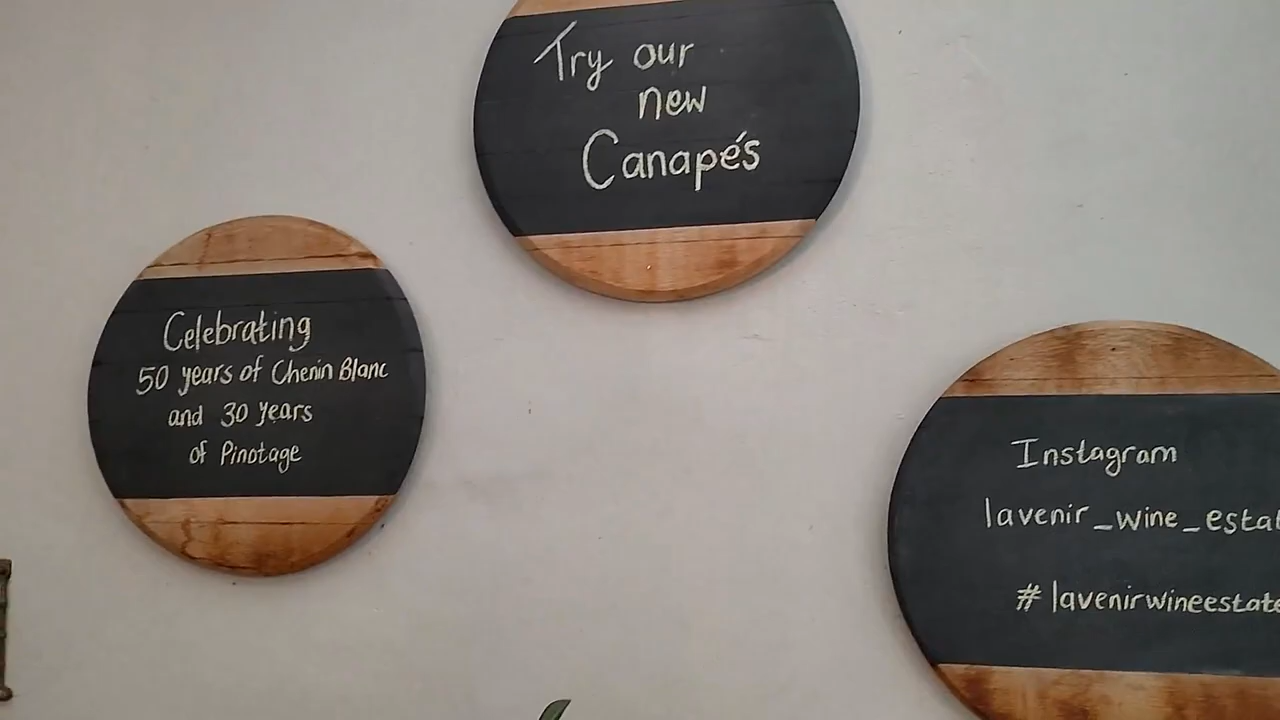 Try our
new
Canapés
Celebrating
50 years of Chenin Blanc
and 30 years
of Pinotage
Instagram
lavenir_wine_estat
#lavenirwineestate